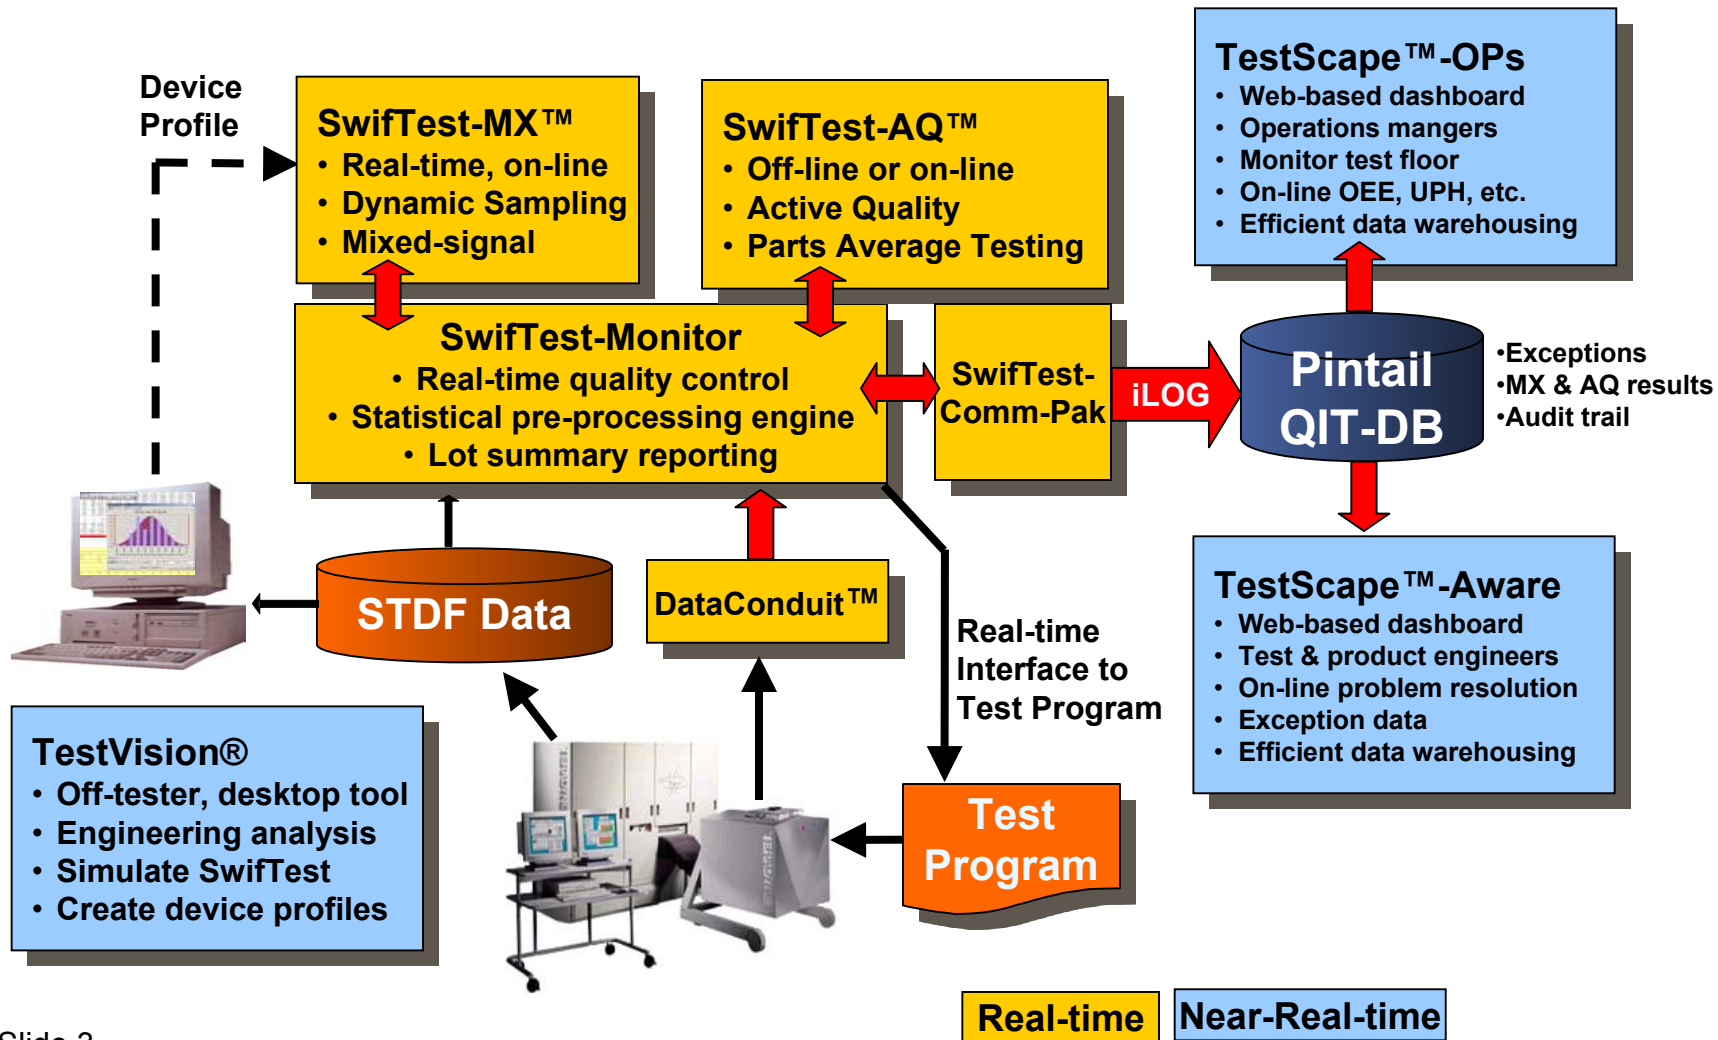 Device
Profile
SwifTest-MX™
• Real-time, on-line
• Dynamic Sampling
• Mixed-signal
SwifTest-AQ™
• Off-line or on-line
• Active Quality
• Parts Average Testing
TestScape™-OPs
• Web-based dashboard
• Operations mangers
• Monitor test floor
• On-line OEE, UPH, etc.
• Efficient data warehousing
SwifTest-Monitor
• Real-time quality control
• Statistical pre-processing engine
• Lot summary reporting
SwifTest-
Comm-Pak
iLOG
Pintail
QIT-DB
•Exceptions
•MX & AQ results
•Audit trail
STDF Data
DataConduit™
Real-time
Interface to
Test Program
TestScape™-Aware
• Web-based dashboard
• Test & product engineers
• On-line problem resolution
• Exception data
• Efficient data warehousing
TestVision®
• Off-tester, desktop tool
• Engineering analysis
• Simulate SwifTest
• Create device profiles
Test
Program
Real-time
Near-Real-time
Slide 3